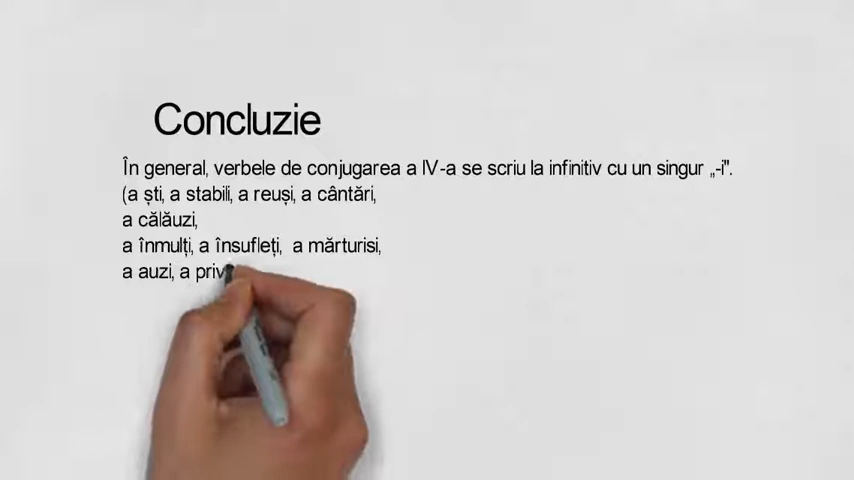 Concluzie
În general, verbele de conjugarea a IV-a se scriu la infinitiv cu un singur „-i".
(a ști, a stabili, a reuși, a cântări,
a călăuzi,
a înmulți, a însufleți, a mărturisi,
a auzi, a priv